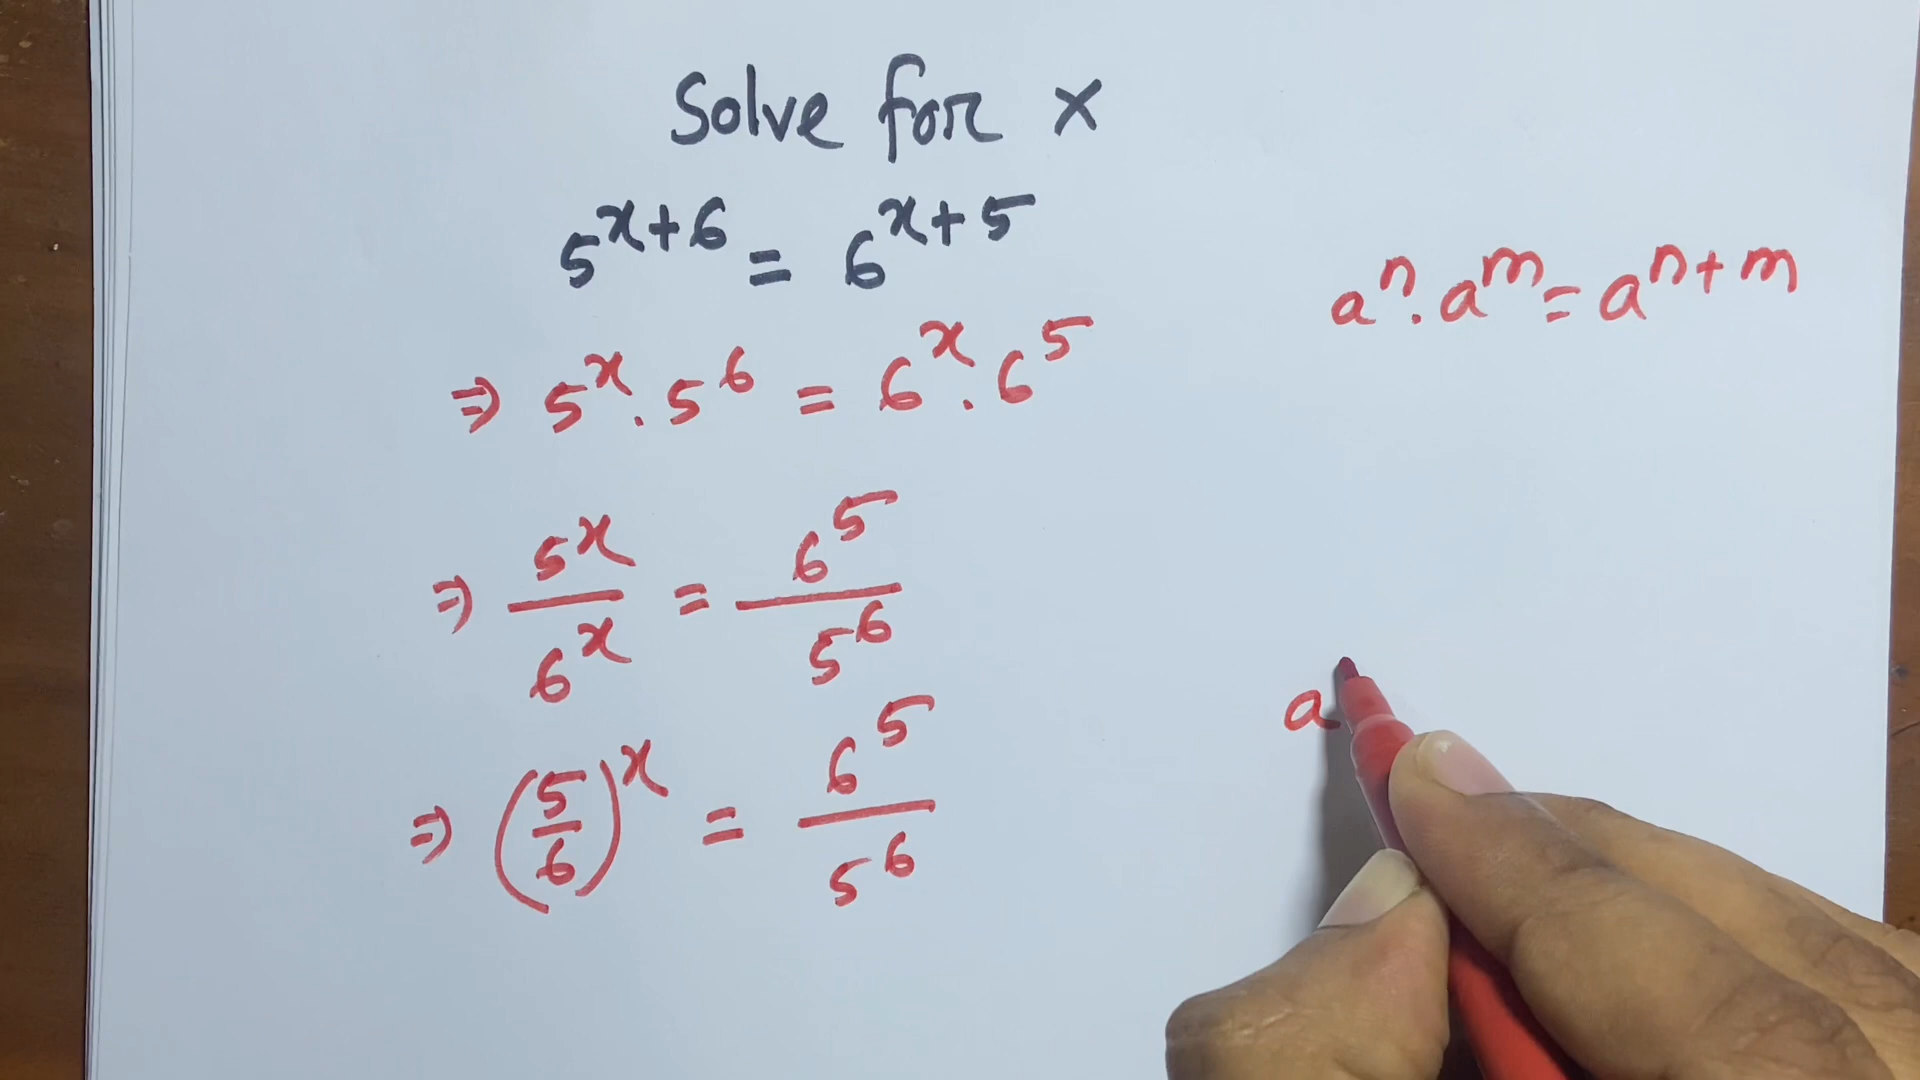 Solve for x
5^{x+6} = 6^{x+5}
a^n . a^m = a^{n+m}
⇒ 5^x . 5^6 = 6^x . 6^5
⇒ 5^x / 6^x = 6^5 / 5^6
⇒ (5/6)^x = 6^5 / 5^6
a